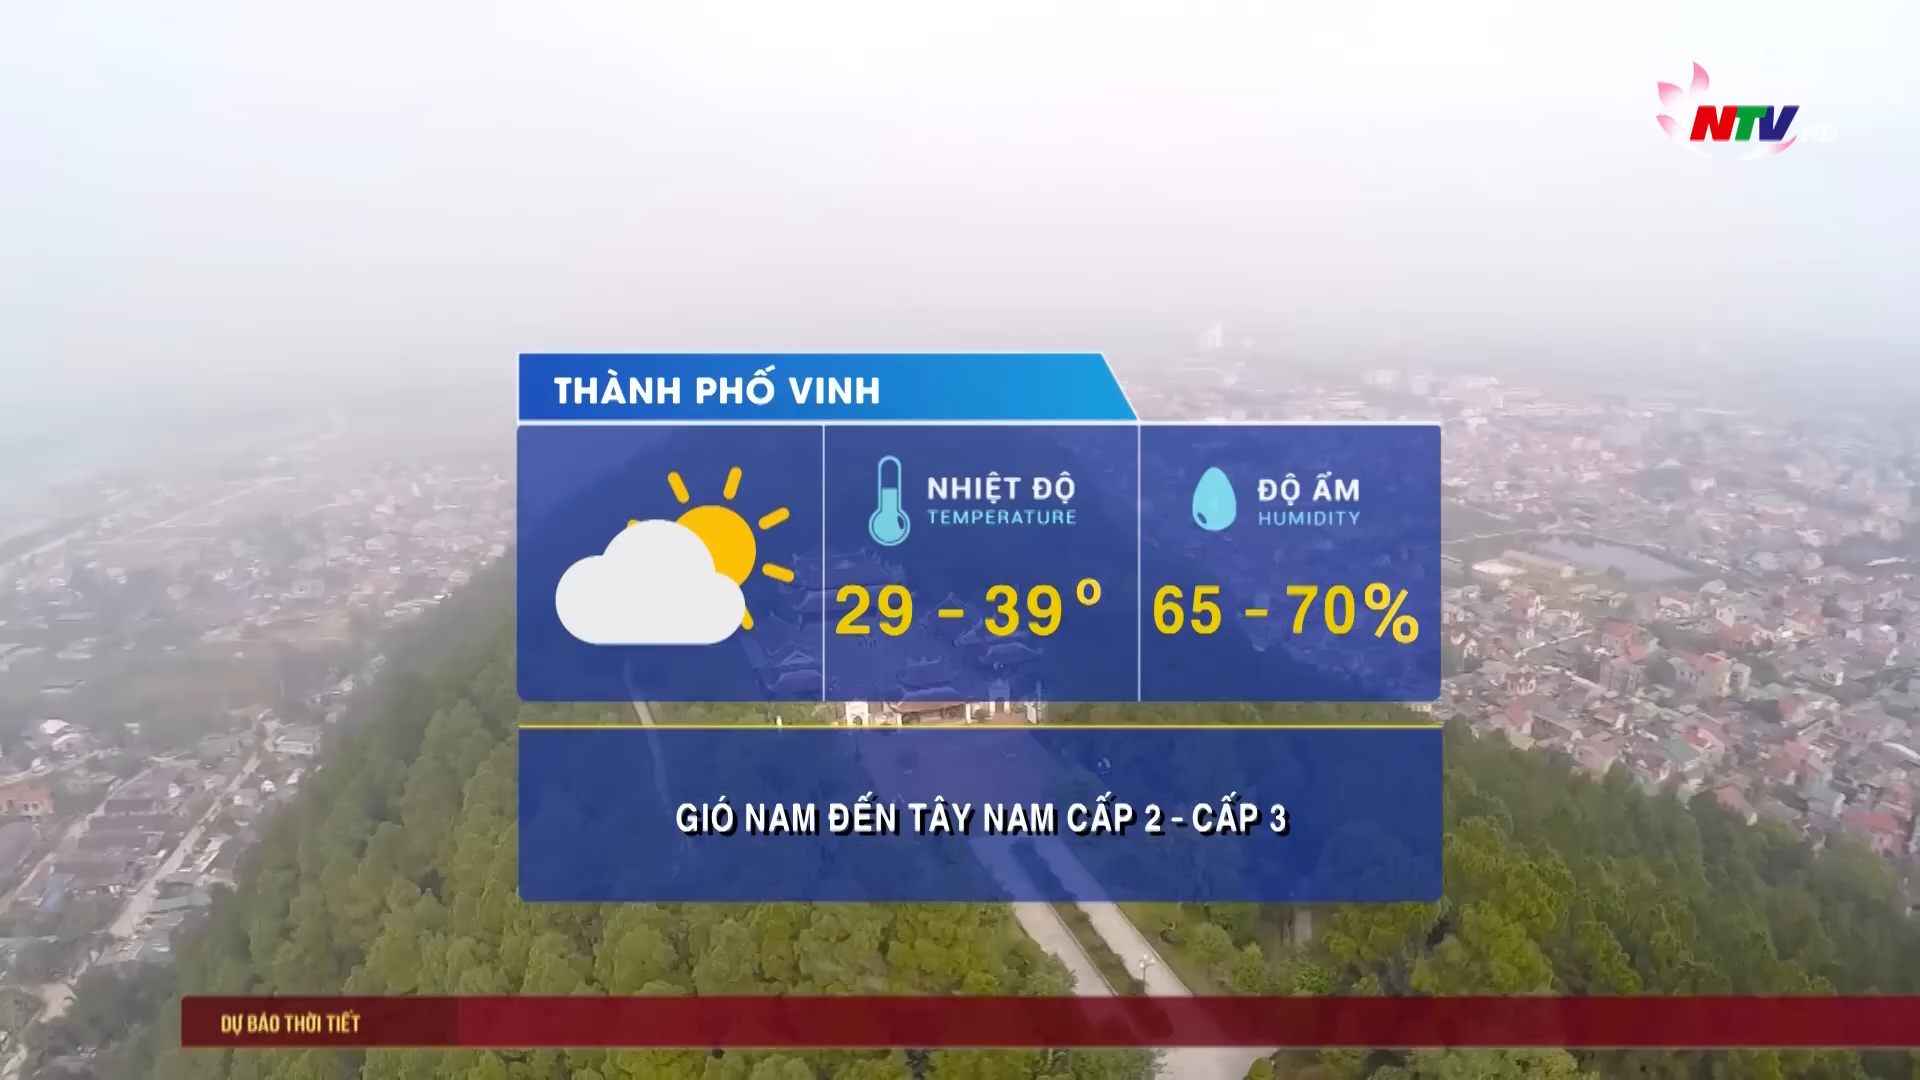 NTV HD
THÀNH PHỐ VINH
NHIỆT ĐỘ
TEMPERATURE
29 - 39°
ĐỘ ẨM
HUMIDITY
65 - 70%
GIÓ NAM ĐẾN TÂY NAM CẤP 2 - CẤP 3
DỰ BÁO THỜI TIẾT